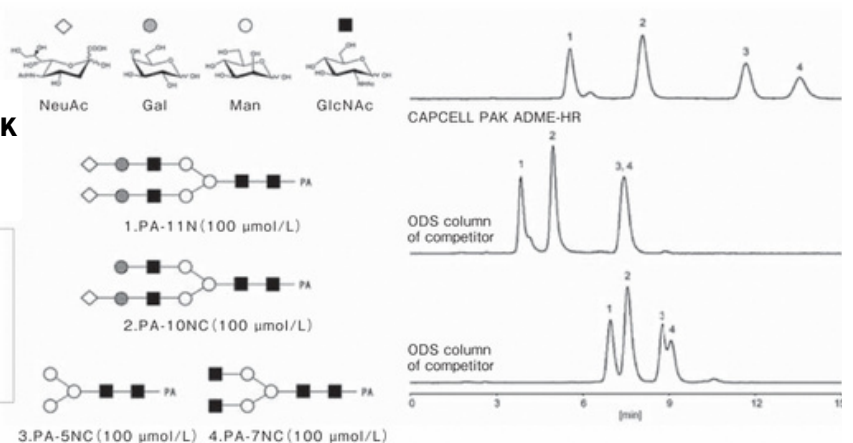 NeuAc
Gal
Man
GlcNAc
K
PA
1.PA-11N(100 μmol/L)
PA
2.PA-10NC(100 μmol/L)
PA
3.PA-5NC(100 μmol/L)
PA
4.PA-7NC(100 μmol/L)
1
2
3
4
CAPCELL PAK ADME-HR
1
2
3, 4
ODS column
of competitor
1
2
3
4
ODS column
of competitor
0
3
6
9
12
15
[min]